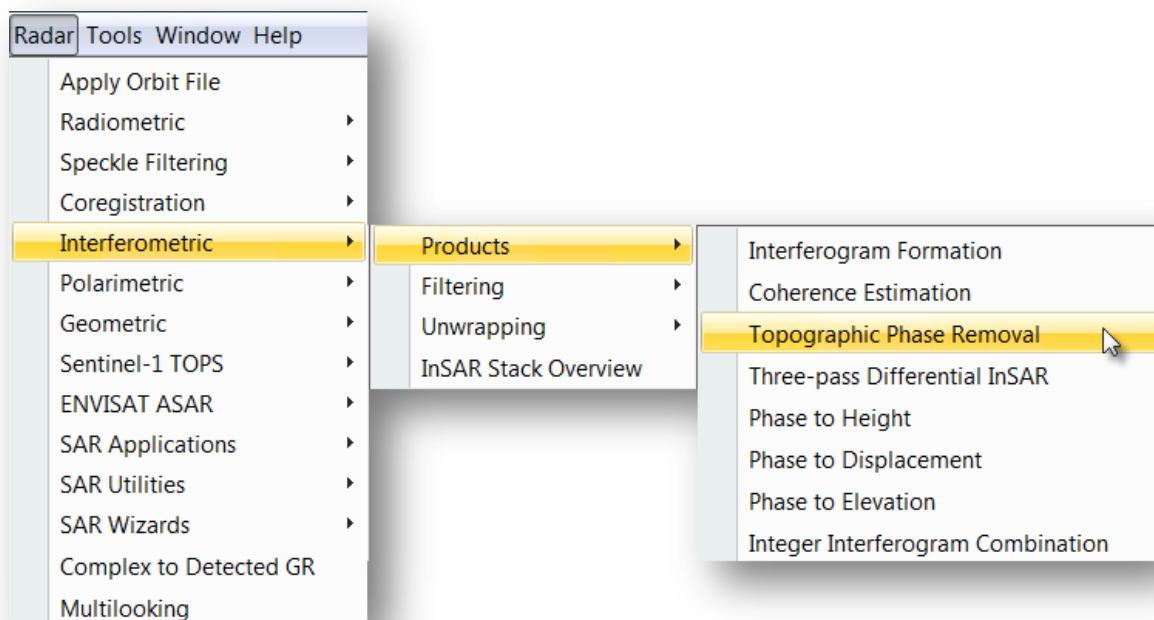 Radar Tools Window Help
Apply Orbit File
Radiometric
Speckle Filtering
Coregistration
Interferometric
Polarimetric
Geometric
Sentinel-1 TOPS
ENVISAT ASAR
SAR Applications
SAR Utilities
SAR Wizards
Complex to Detected GR
Multilooking
Products
Filtering
Unwrapping
InSAR Stack Overview
Interferogram Formation
Coherence Estimation
Topographic Phase Removal
Three-pass Differential InSAR
Phase to Height
Phase to Displacement
Phase to Elevation
Integer Interferogram Combination